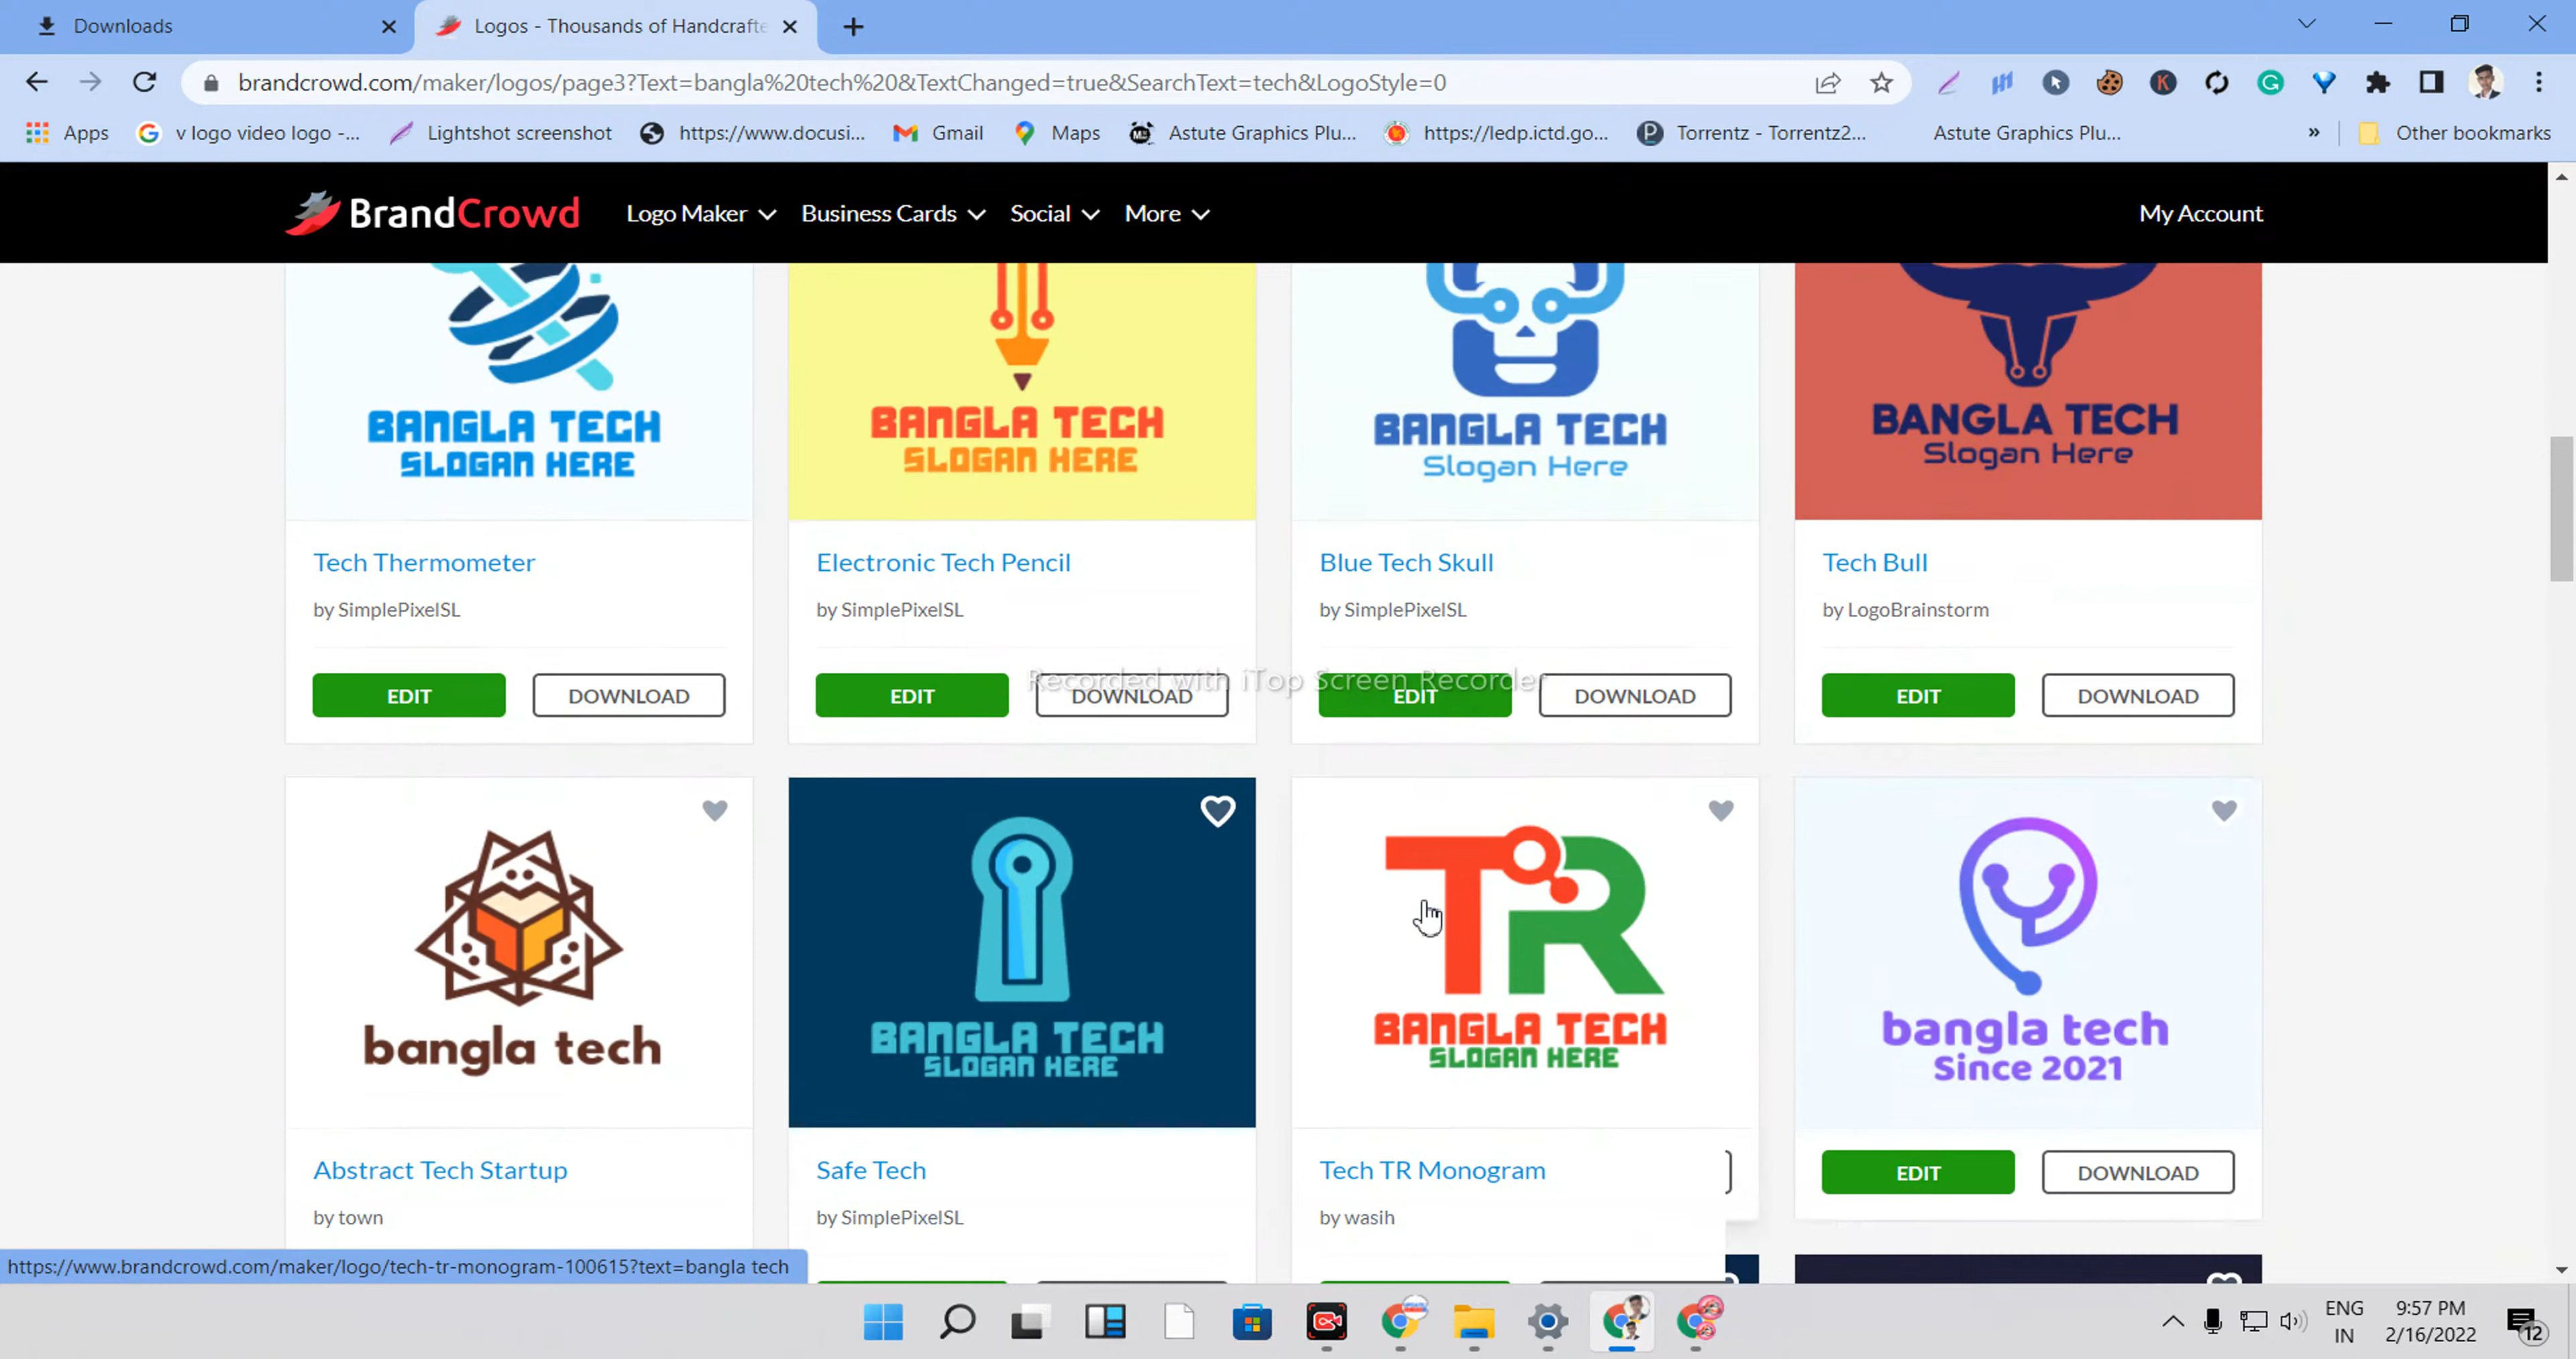 Downloads
Logos - Thousands of Handcrafte
brandcrowd.com/maker/logos/page3?Text=bangla%20tech%20&TextChanged=true&SearchText=tech&LogoStyle=0
Apps
v logo video logo -...
Lightshot screenshot
https://www.docusi...
Gmail
Maps
Astute Graphics Plu...
https://ledp.ictd.go...
Torrentz - Torrentz2...
Astute Graphics Plu...
»
Other bookmarks
BrandCrowd
Logo Maker
Business Cards
Social
More
My Account
BANGLA TECH
SLOGAN HERE
BANGLA TECH
SLOGAN HERE
BANGLA TECH
Slogan Here
BANGLA TECH
Slogan Here
Tech Thermometer
Electronic Tech Pencil
Blue Tech Skull
Tech Bull
by SimplePixelSL
by SimplePixelSL
by SimplePixelSL
by LogoBrainstorm
Recorded with iTop Screen Recorder
EDIT
DOWNLOAD
EDIT
DOWNLOAD
EDIT
DOWNLOAD
EDIT
DOWNLOAD
bangla tech
BANGLA TECH
SLOGAN HERE
TR
BANGLA TECH
SLOGAN HERE
bangla tech
Since 2021
Abstract Tech Startup
Safe Tech
Tech TR Monogram
EDIT
DOWNLOAD
by town
by SimplePixelSL
by wasih
https://www.brandcrowd.com/maker/logo/tech-tr-monogram-100615?text=bangla tech
ENG
IN
9:57 PM
2/16/2022
12